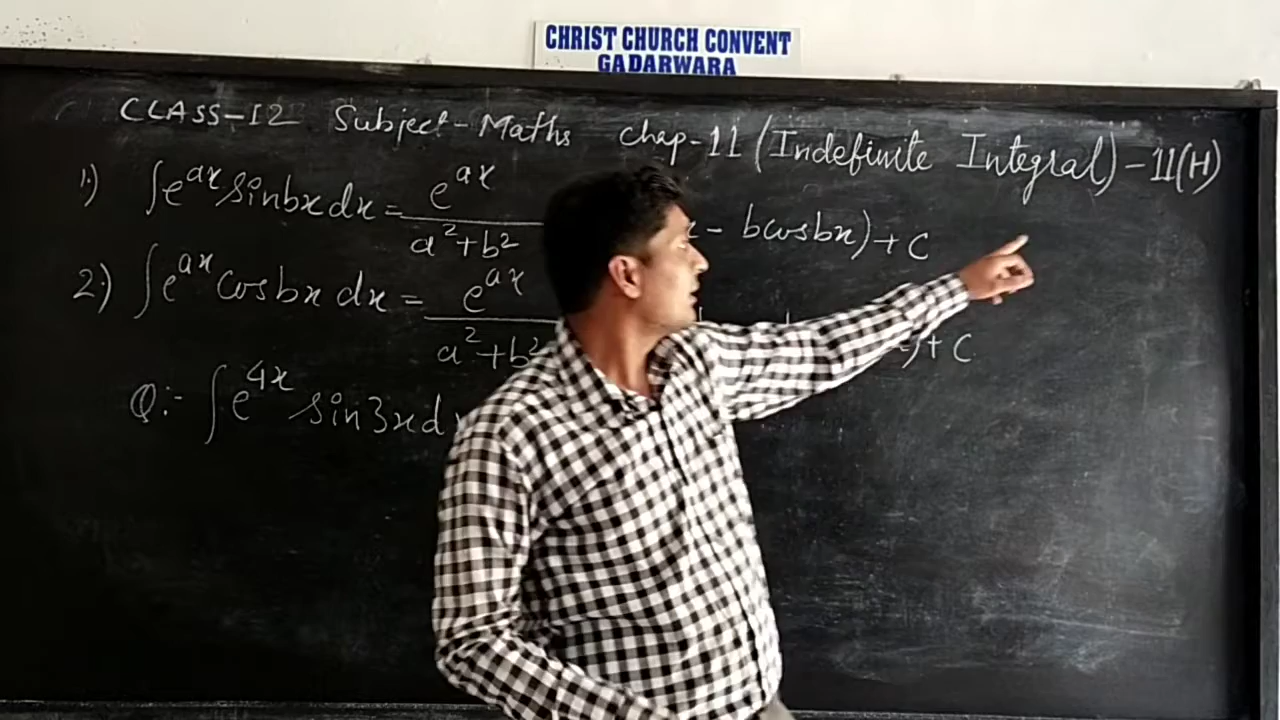 CHRIST CHURCH CONVENT
GADARWARA
CLASS-12 Subject-Maths Chap-11 (Indefinite Integral)-11(H)
1.) ∫e^{ax} sinbx dx = e^{ax}/(a²+b²) - bcosbx)+C
2.) ∫e^{ax} cosbx dx = e^{ax}/(a²+b² )+C
Q:- ∫e^{4x} sin3x d